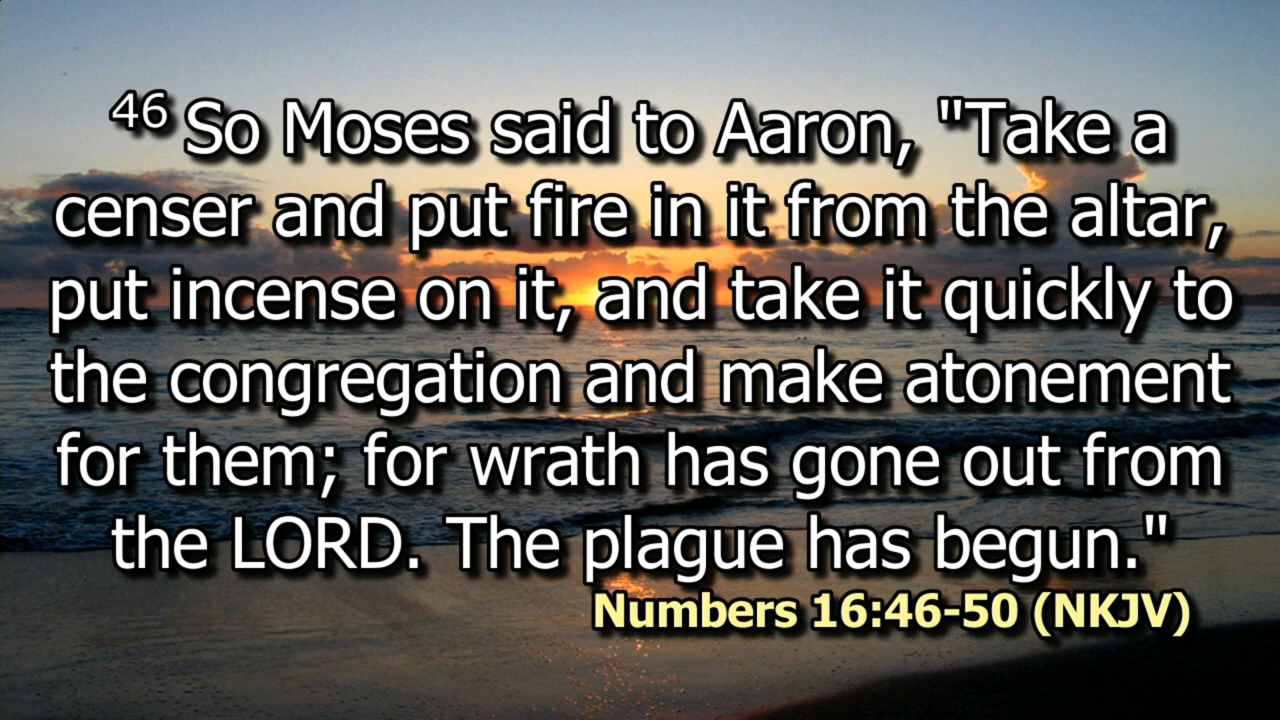 46 So Moses said to Aaron, "Take a
censer and put fire in it from the altar,
put incense on it, and take it quickly to
the congregation and make atonement
for them; for wrath has gone out from
the LORD. The plague has begun."
Numbers 16:46-50 (NKJV)